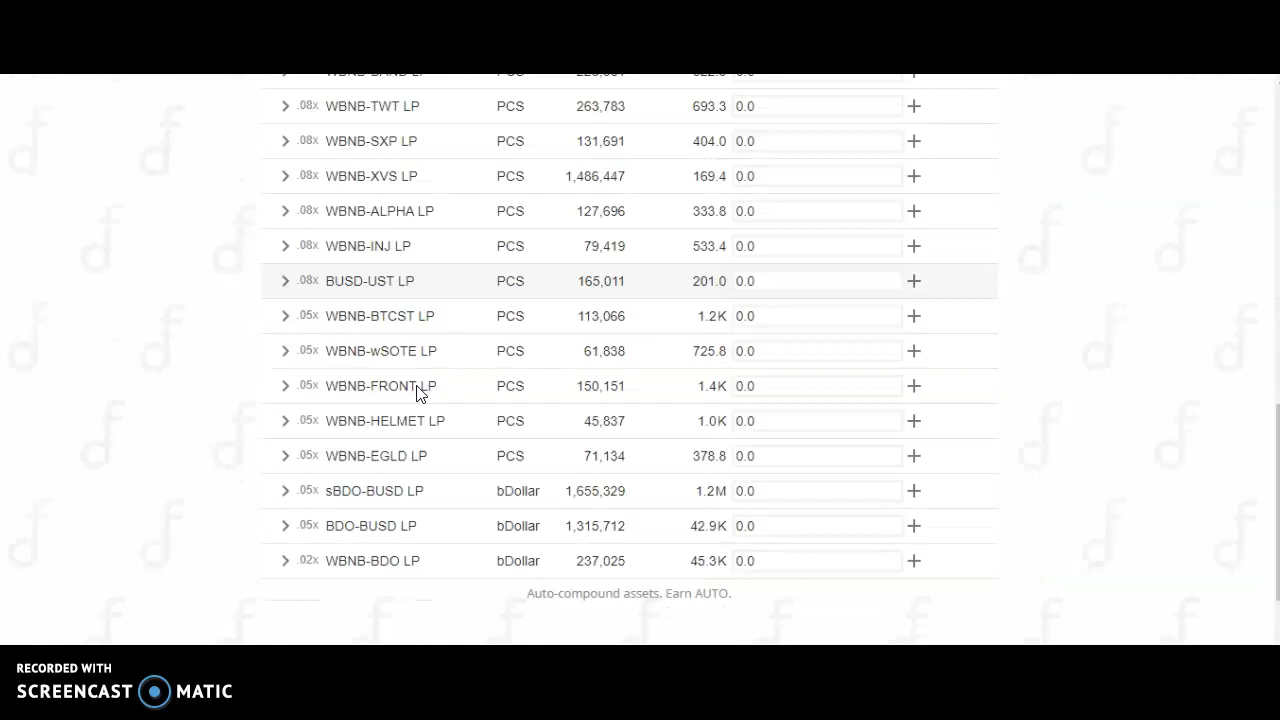 .08x WBNB-TWT LP PCS 263,783 693.3 0.0
.08x WBNB-SXP LP PCS 131,691 404.0 0.0
.08x WBNB-XVS LP PCS 1,486,447 169.4 0.0
.08x WBNB-ALPHA LP PCS 127,696 333.8 0.0
.08x WBNB-INJ LP PCS 79,419 533.4 0.0
.08x BUSD-UST LP PCS 165,011 201.0 0.0
.05x WBNB-BTCST LP PCS 113,066 1.2K 0.0
.05x WBNB-wSOTE LP PCS 61,838 725.8 0.0
.05x WBNB-FRONT LP PCS 150,151 1.4K 0.0
.05x WBNB-HELMET LP PCS 45,837 1.0K 0.0
.05x WBNB-EGLD LP PCS 71,134 378.8 0.0
.05x sBDO-BUSD LP bDollar 1,655,329 1.2M 0.0
.05x BDO-BUSD LP bDollar 1,315,712 42.9K 0.0
.02x WBNB-BDO LP bDollar 237,025 45.3K 0.0
Auto-compound assets. Earn AUTO.
RECORDED WITH
SCREENCAST MATIC